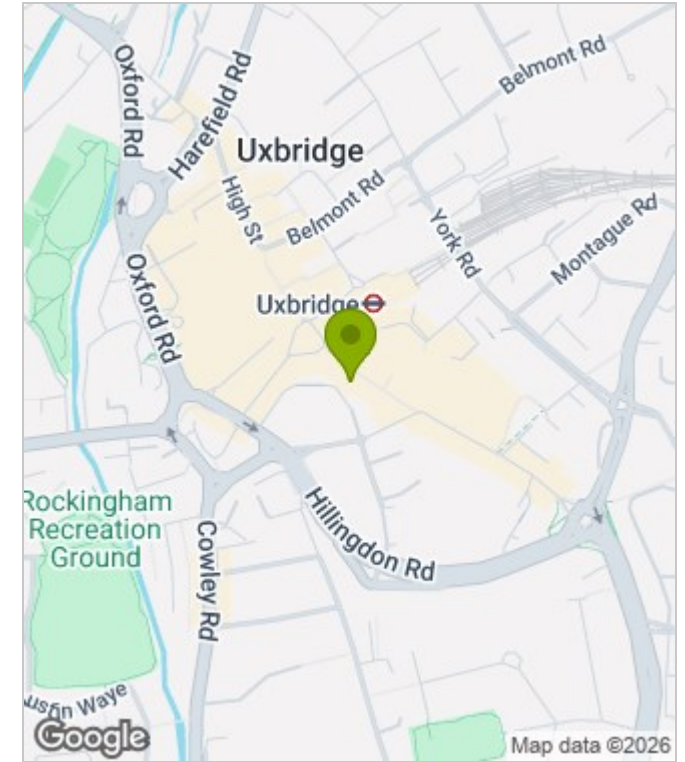 Oxford Rd
Harefield Rd
Belmont Rd
Uxbridge
High St
Belmont Rd
York Rd
Montague Rd
Oxford Rd
Uxbridge
Rockingham
Recreation
Ground
Hillingdon Rd
Cowley Rd
Waye
Google
Map data ©2026